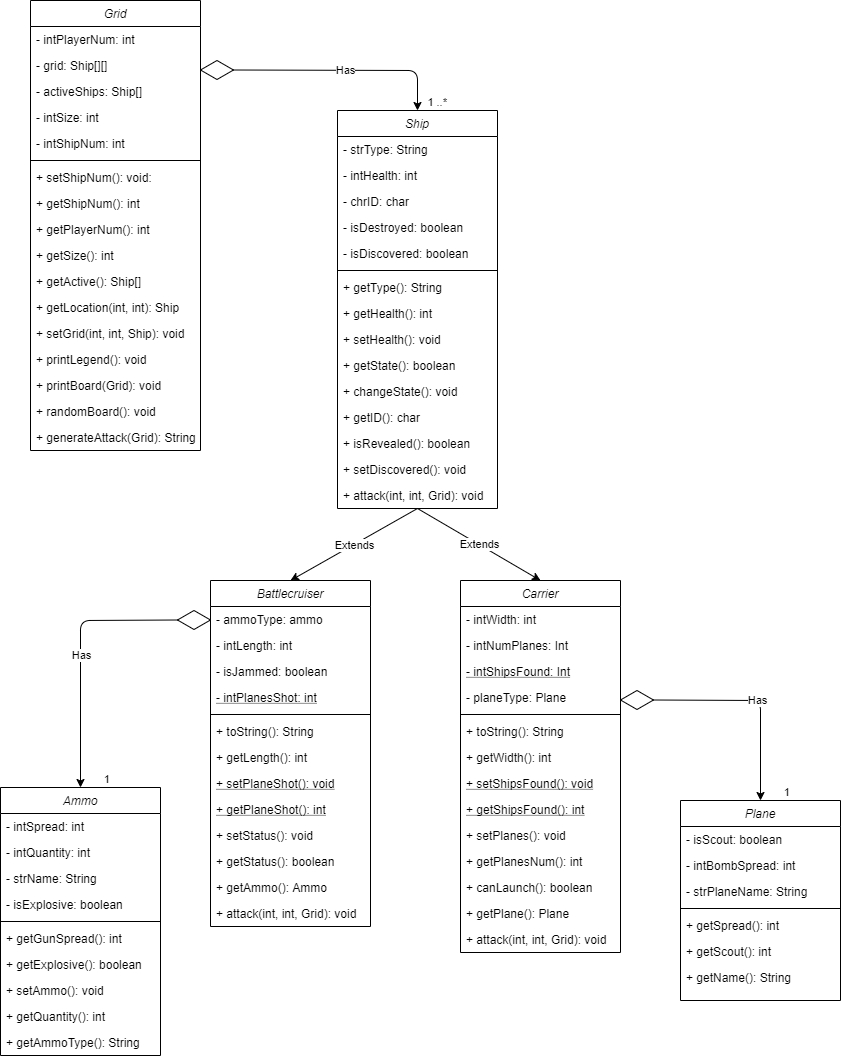 Grid
- intPlayerNum: int
- grid: Ship[][]
- activeShips: Ship[]
- intSize: int
- intShipNum: int
+ setShipNum(): void:
+ getShipNum(): int
+ getPlayerNum(): int
+ getSize(): int
+ getActive(): Ship[]
+ getLocation(int, int): Ship
+ setGrid(int, int, Ship): void
+ printLegend(): void
+ printBoard(Grid): void
+ randomBoard(): void
+ generateAttack(Grid): String
Has
1 ..*
Ship
- strType: String
- intHealth: int
- chrID: char
- isDestroyed: boolean
- isDiscovered: boolean
+ getType(): String
+ getHealth(): int
+ setHealth(): void
+ getState(): boolean
+ changeState(): void
+ getID(): char
+ isRevealed(): boolean
+ setDiscovered(): void
+ attack(int, int, Grid): void
Extends
Extends
Battlecruiser
- ammoType: ammo
- intLength: int
- isJammed: boolean
- intPlanesShot: int
+ toString(): String
+ getLength(): int
+ setPlaneShot(): void
+ getPlaneShot(): int
+ setStatus(): void
+ getStatus(): boolean
+ getAmmo(): Ammo
+ attack(int, int, Grid): void
Carrier
- intWidth: int
- intNumPlanes: Int
- intShipsFound: Int
- planeType: Plane
+ toString(): String
+ getWidth(): int
+ setShipsFound(): void
+ getShipsFound(): int
+ setPlanes(): void
+ getPlanesNum(): int
+ canLaunch(): boolean
+ getPlane(): Plane
+ attack(int, int, Grid): void
Has
1
Ammo
- intSpread: int
- intQuantity: int
- strName: String
- isExplosive: boolean
+ getGunSpread(): int
+ getExplosive(): boolean
+ setAmmo(): void
+ getQuantity(): int
+ getAmmoType(): String
Has
1
Plane
- isScout: boolean
- intBombSpread: int
- strPlaneName: String
+ getSpread(): int
+ getScout(): int
+ getName(): String